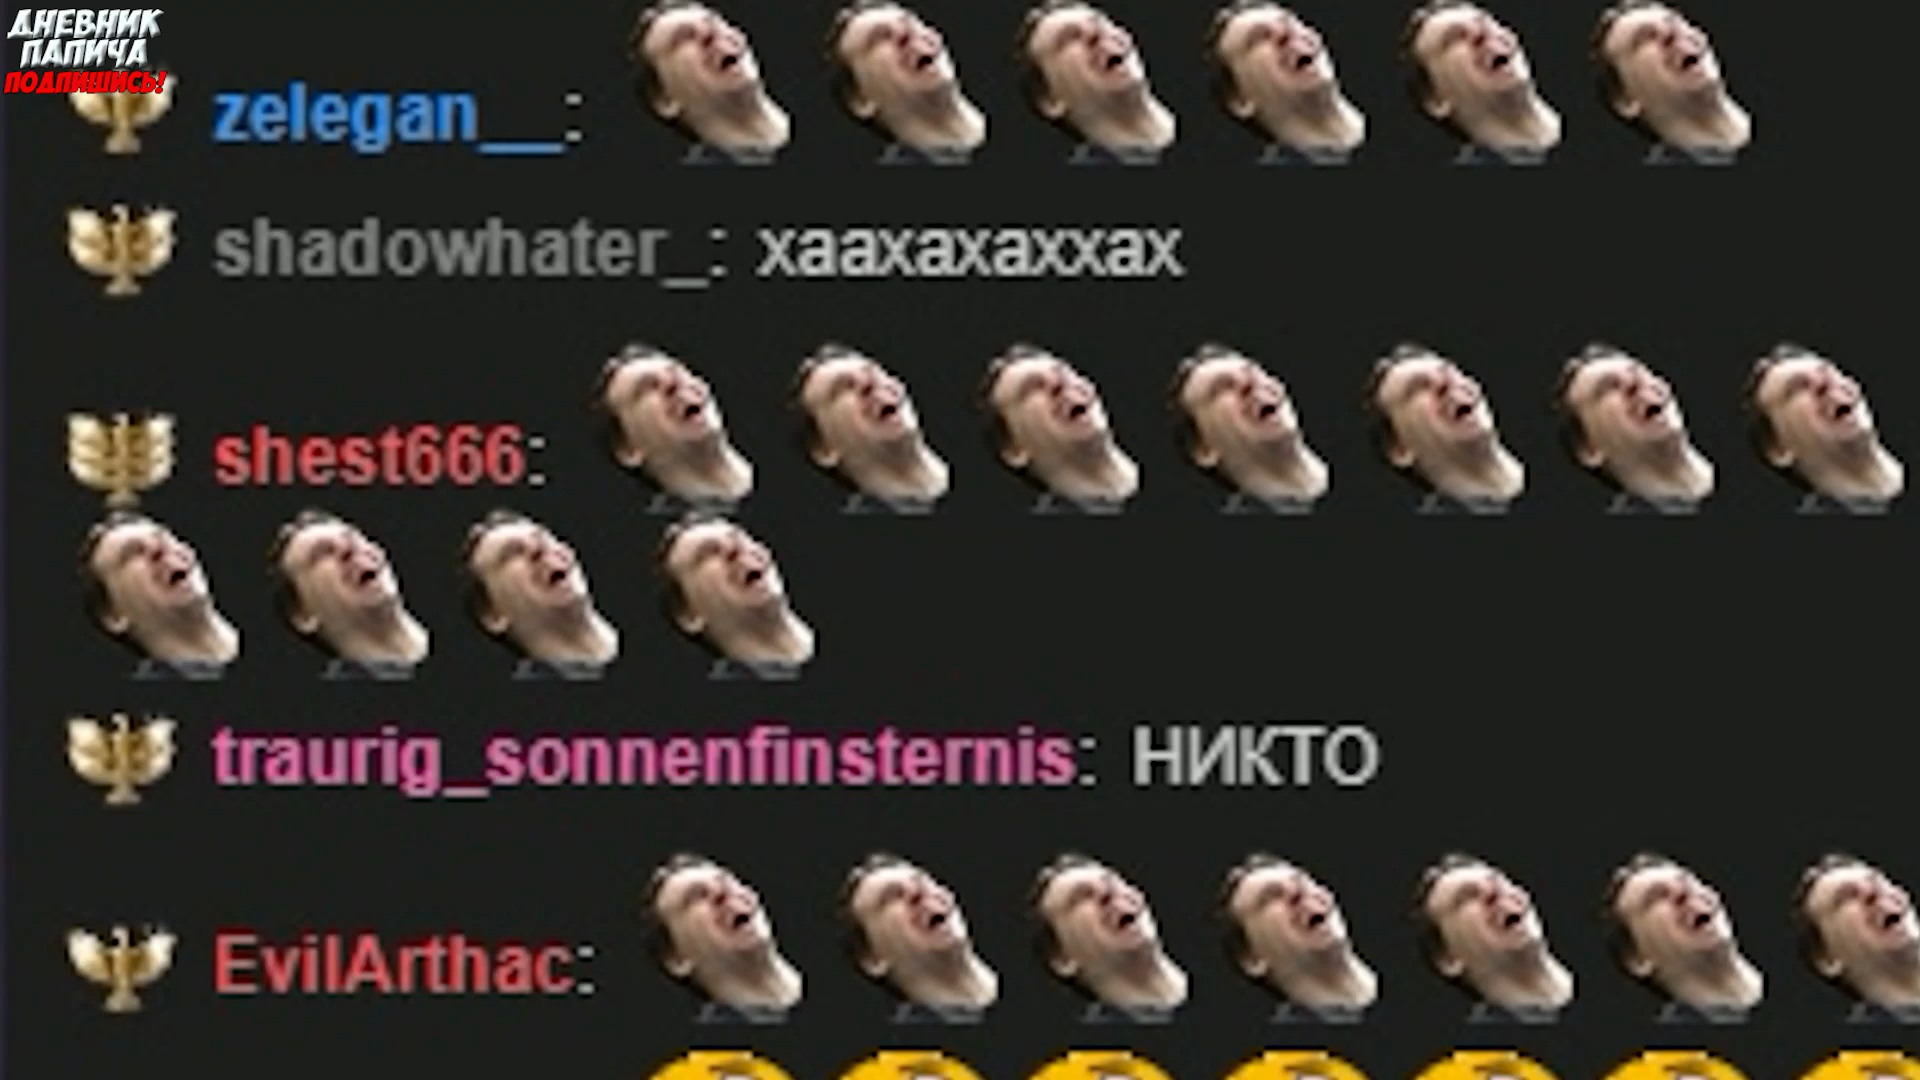 ДНЕВНИК
ПАПИЧА
ПОДПИШИСЬ!
zelegan__:
shadowhater_: хаахахаххах
shest666:
traurig_sonnenfinsternis: НИКТО
EvilArthac: